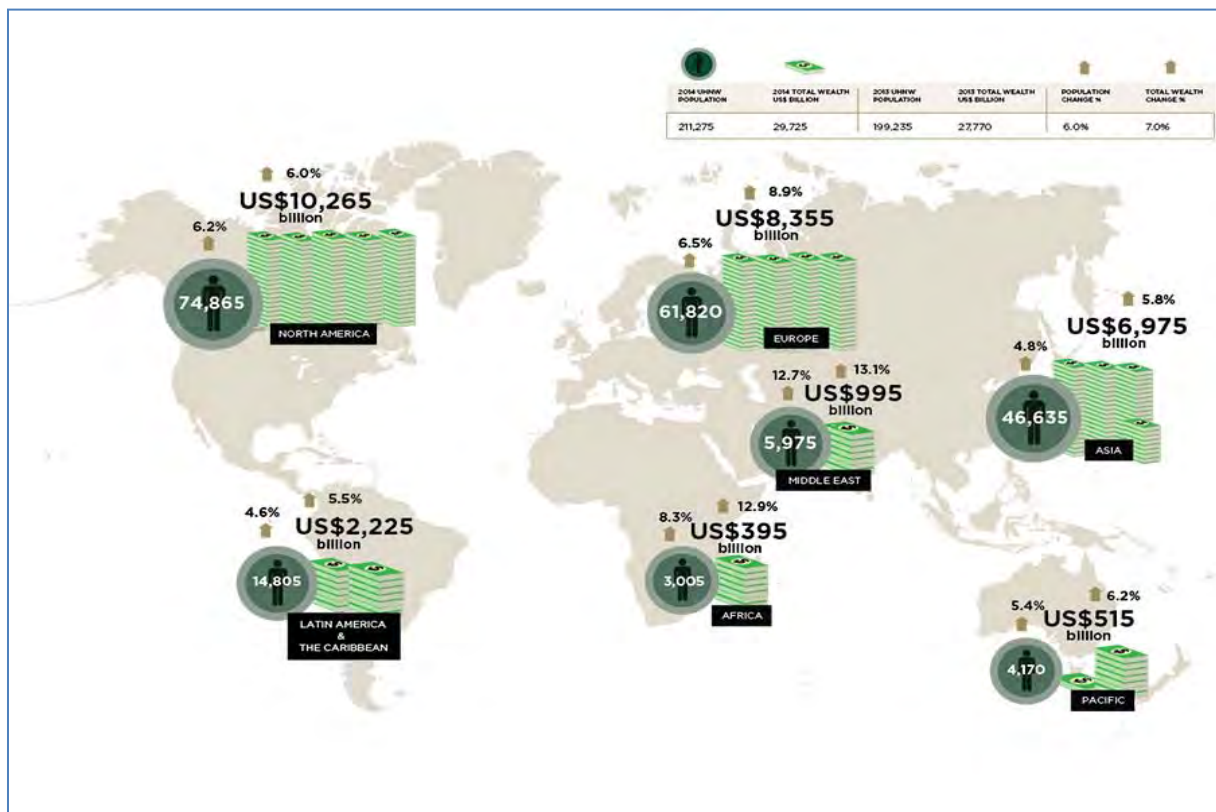 2014 UHNW POPULATION
2014 TOTAL WEALTH US$ BILLION
2013 UHNW POPULATION
2013 TOTAL WEALTH US$ BILLION
POPULATION CHANGE %
TOTAL WEALTH CHANGE %
211,275
29,725
199,235
27,770
6.0%
7.0%
6.0%
US$10,265
billion
6.2%
74,865
NORTH AMERICA
8.9%
US$8,355
billion
6.5%
61,820
EUROPE
5.8%
US$6,975
billion
4.8%
46,635
ASIA
12.7%
13.1%
US$995
billion
5,975
MIDDLE EAST
5.5%
4.6%
US$2,225
billion
14,805
LATIN AMERICA
&
THE CARIBBEAN
12.9%
8.3%
US$395
billion
3,005
AFRICA
6.2%
5.4%
US$515
billion
4,170
PACIFIC